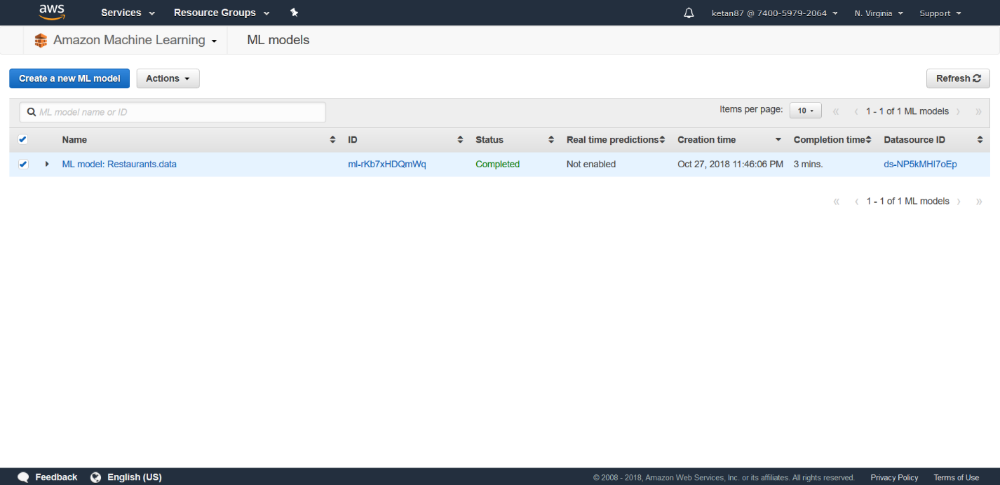 aws Services Resource Groups ketan87 @ 7400-5979-2064 N. Virginia Support
Amazon Machine Learning ML models
Create a new ML model Actions Refresh
ML model name or ID Items per page: 10 « ‹ 1 - 1 of 1 ML models › »
Name ID Status Real time predictions Creation time Completion time Datasource ID
ML model: Restaurants.data ml-rKb7xHDQmWq Completed Not enabled Oct 27, 2018 11:46:06 PM 3 mins. ds-NP5kMHI7oEp
« ‹ 1 - 1 of 1 ML models › »
Feedback English (US) © 2008 - 2018, Amazon Web Services, Inc. or its affiliates. All rights reserved. Privacy Policy Terms of Use